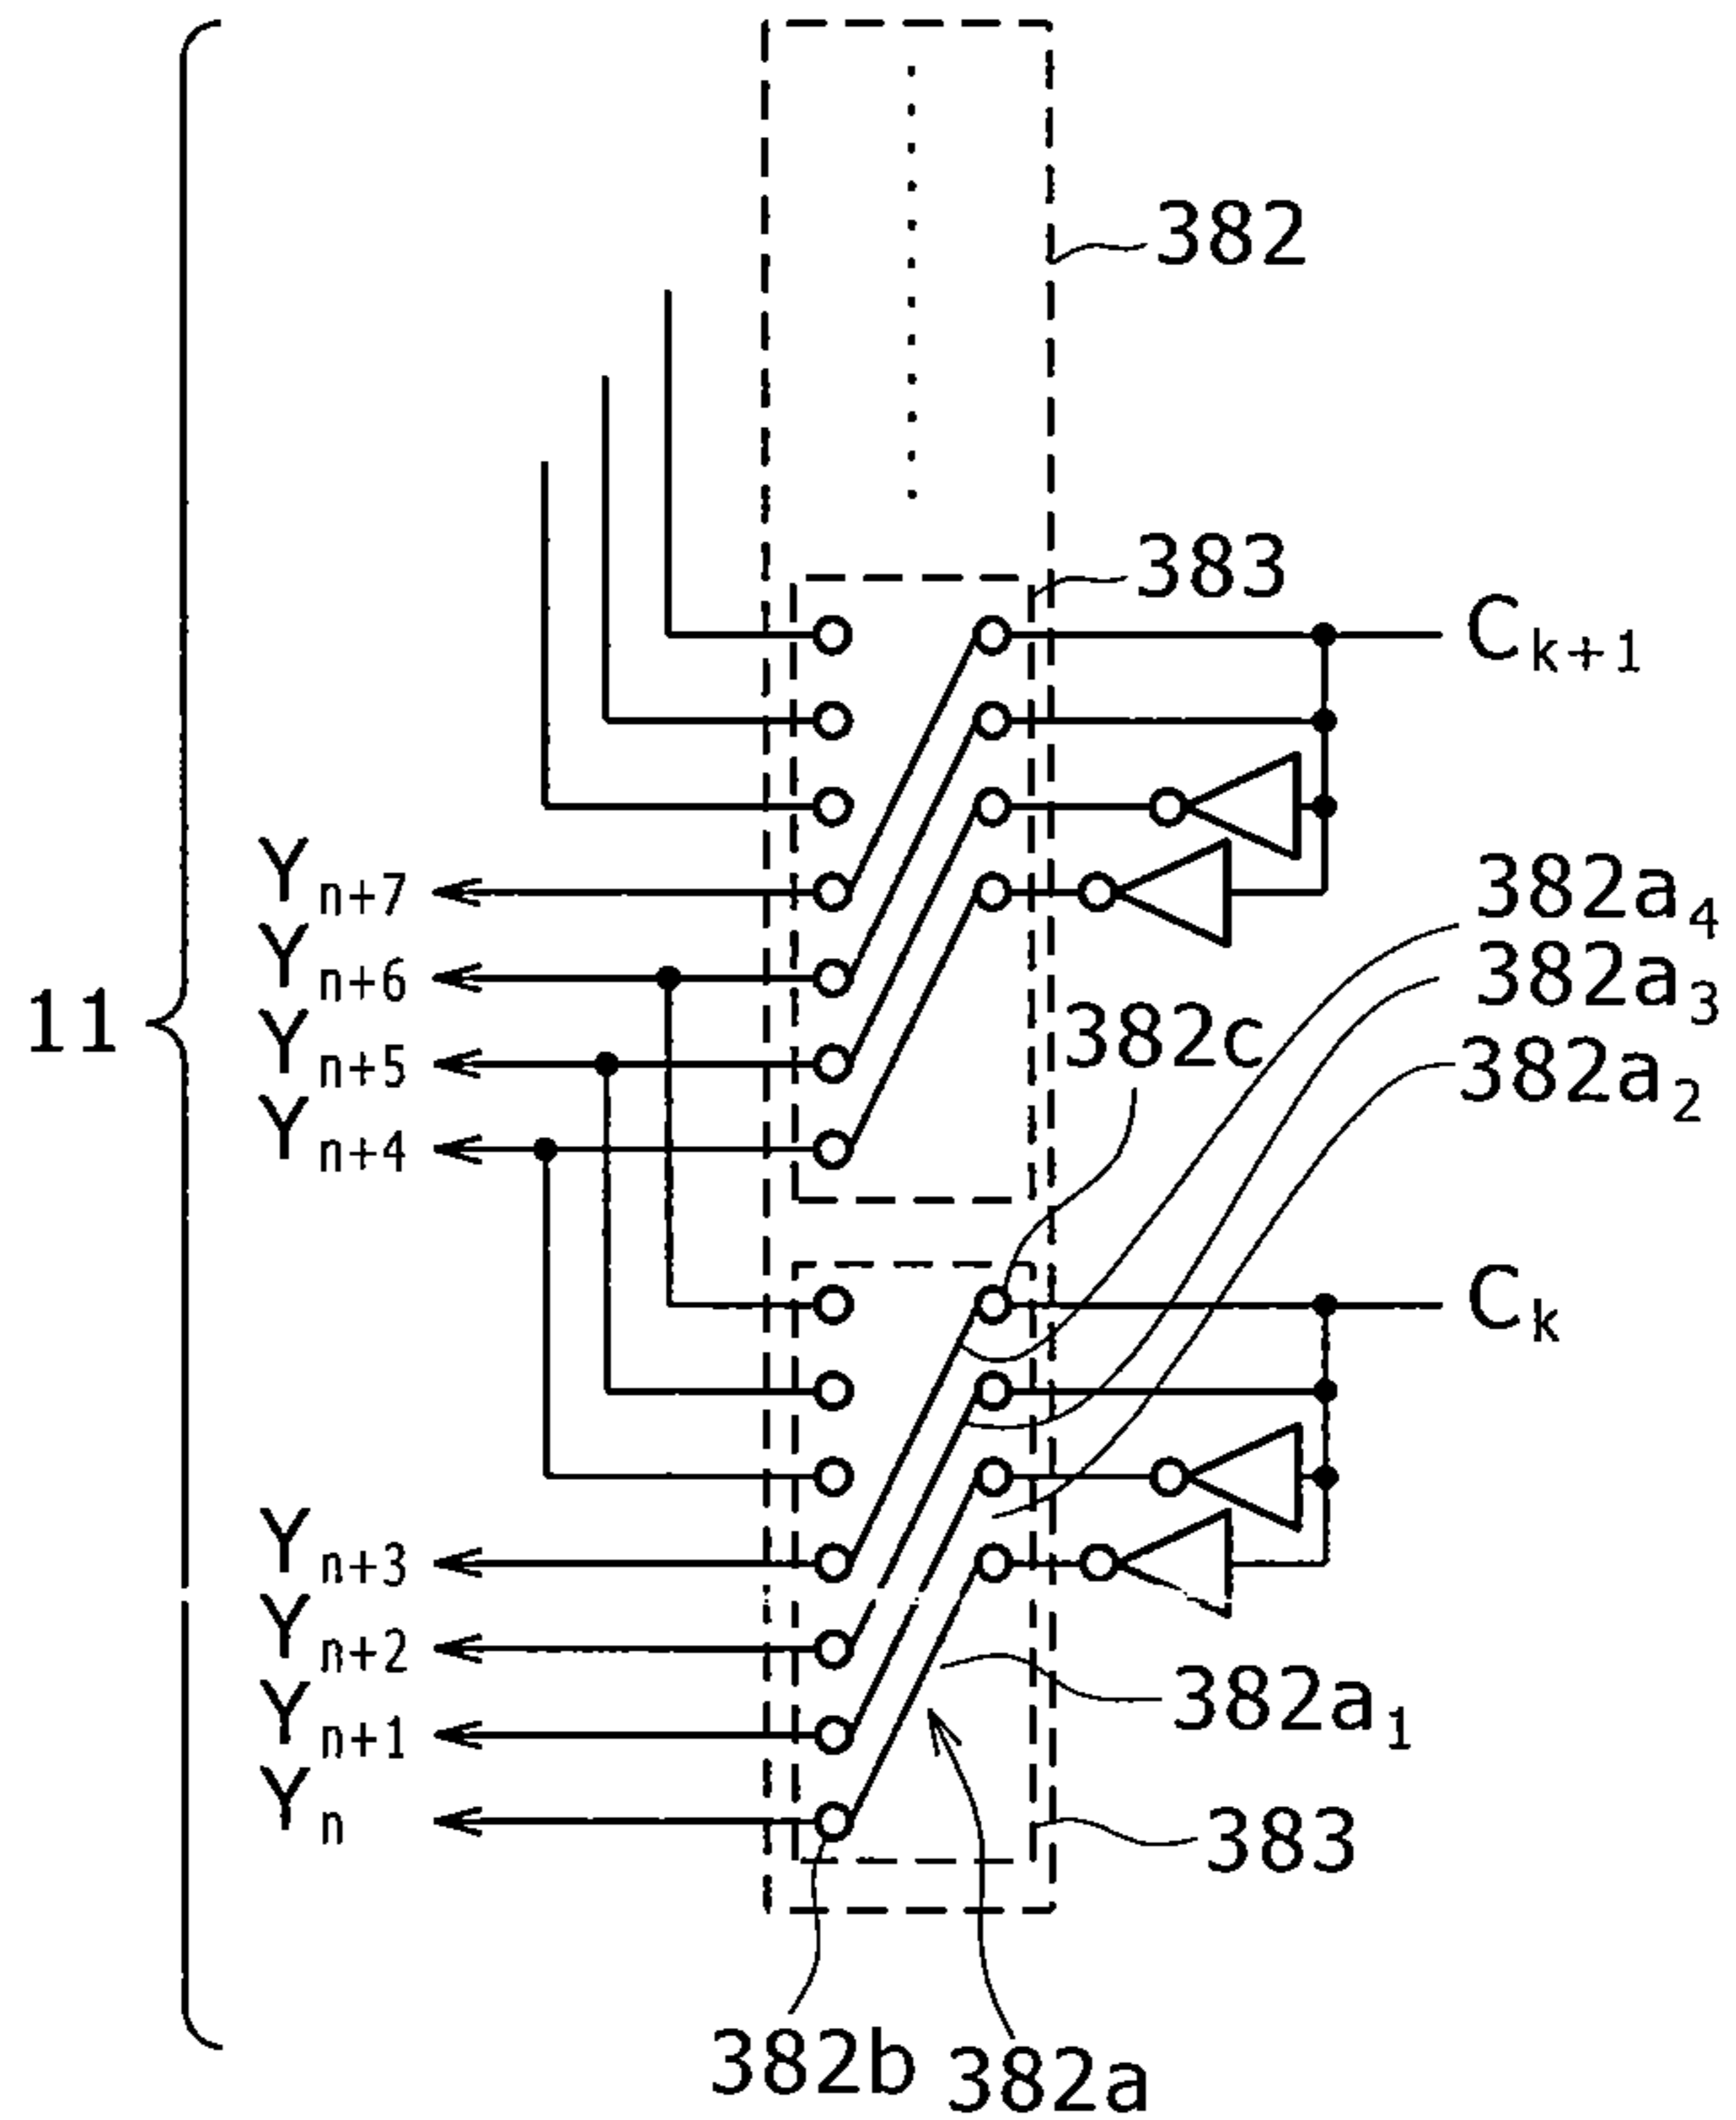 382
383
C k+1
Y n+7
382a 4
Y n+6
382a 3
11
Y n+5
382c
382a 2
Y n+4
C k
Y n+3
Y n+2
382a 1
Y n+1
Y n
383
382b
382a